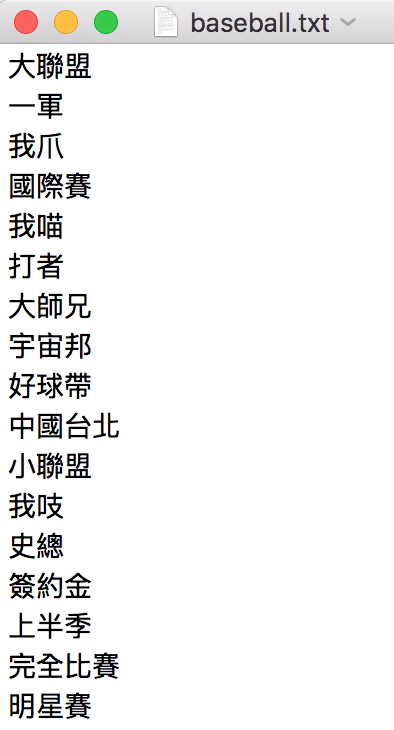 baseball.txt
大聯盟
一軍
我爪
國際賽
我喵
打者
大師兄
宇宙邦
好球帶
中國台北
小聯盟
我吱
史總
簽約金
上半季
完全比賽
明星賽